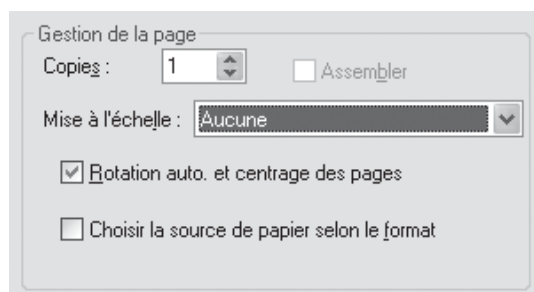 Gestion de la page
Copies : 1 Assembler
Mise à l'échelle : Aucune
Rotation auto. et centrage des pages
Choisir la source de papier selon le format